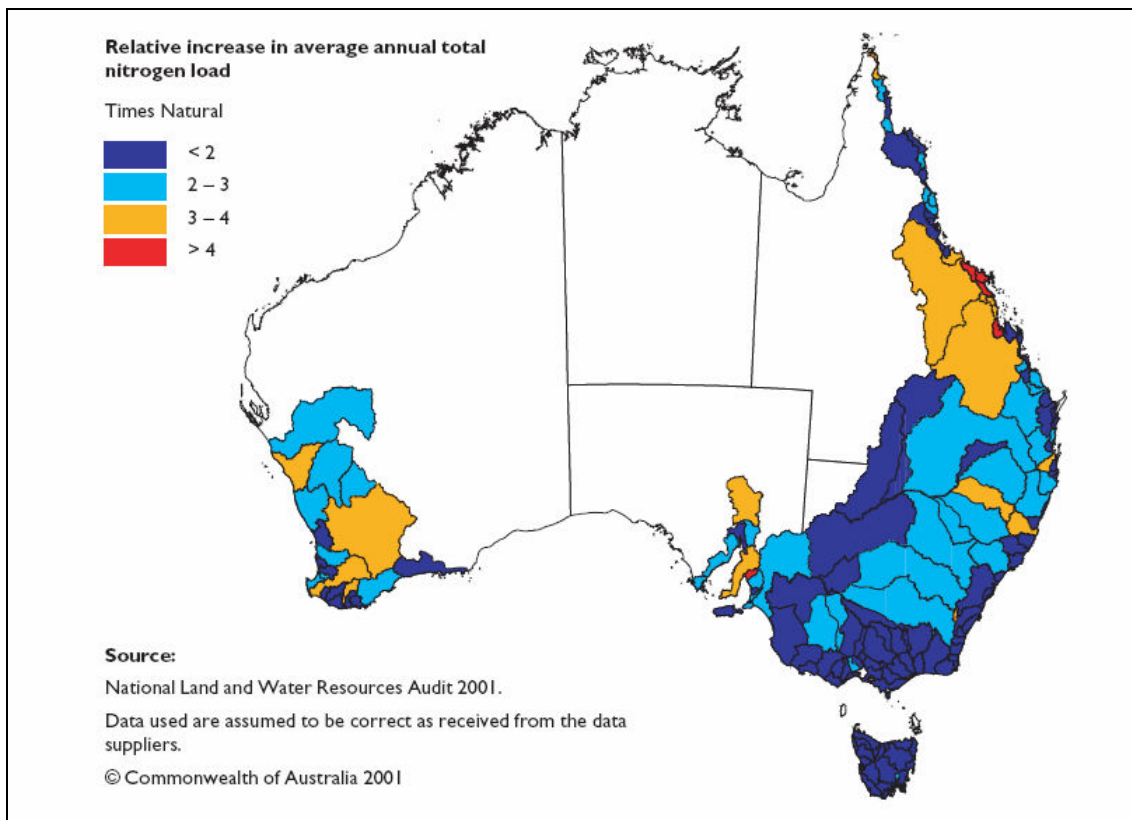 Relative increase in average annual total
nitrogen load
Times Natural
< 2
2 – 3
3 – 4
> 4
Source:
National Land and Water Resources Audit 2001.
Data used are assumed to be correct as received from the data
suppliers.
© Commonwealth of Australia 2001